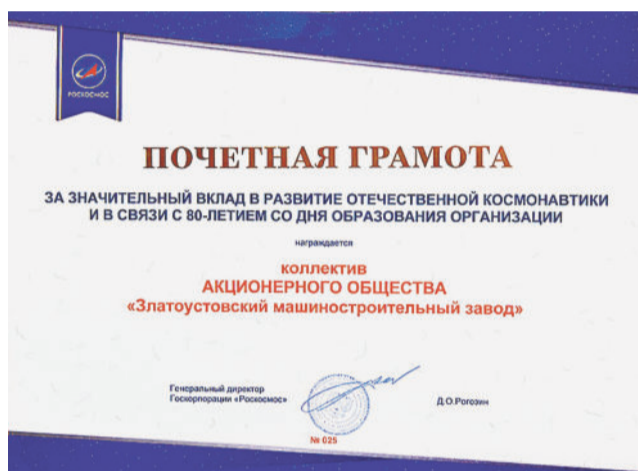 РОСКОСМОС
ПОЧЕТНАЯ ГРАМОТА
ЗА ЗНАЧИТЕЛЬНЫЙ ВКЛАД В РАЗВИТИЕ ОТЕЧЕСТВЕННОЙ КОСМОНАВТИКИ
И В СВЯЗИ С 80-ЛЕТИЕМ СО ДНЯ ОБРАЗОВАНИЯ ОРГАНИЗАЦИИ
награждается
коллектив
АКЦИОНЕРНОГО ОБЩЕСТВА
«Златоустовский машиностроительный завод»
Генеральный директор
Госкорпорации «Роскосмос»
Д.О.Рогозин
№ 025